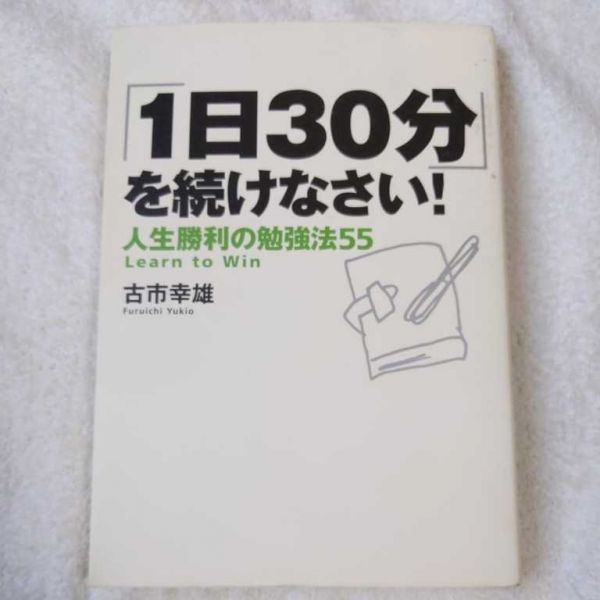 「1日30分」
を続けなさい!
人生勝利の勉強法55
Learn to Win
古市幸雄
Furuichi Yukio